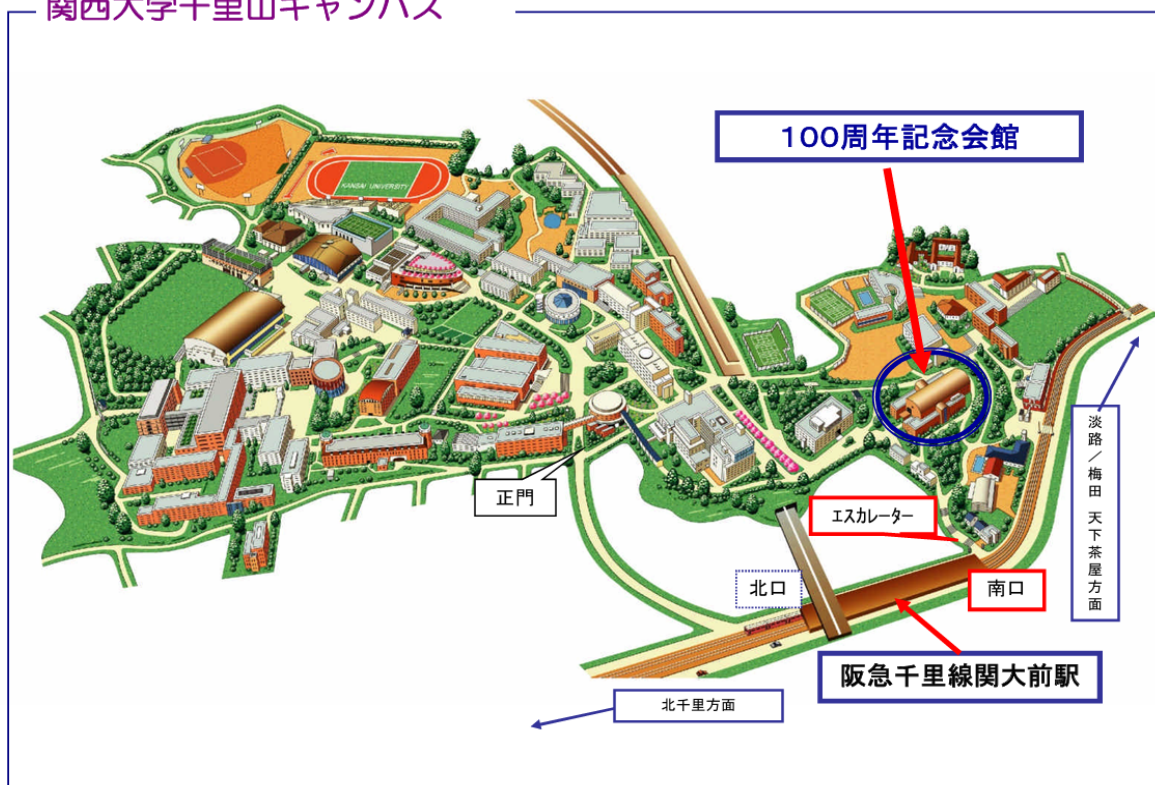 関西大学千里山キャンパス
100周年記念会館
KANSAI UNIVERSITY
淡路／梅田 天下茶屋方面
正門
エスカレーター
北口
南口
阪急千里線関大前駅
北千里方面